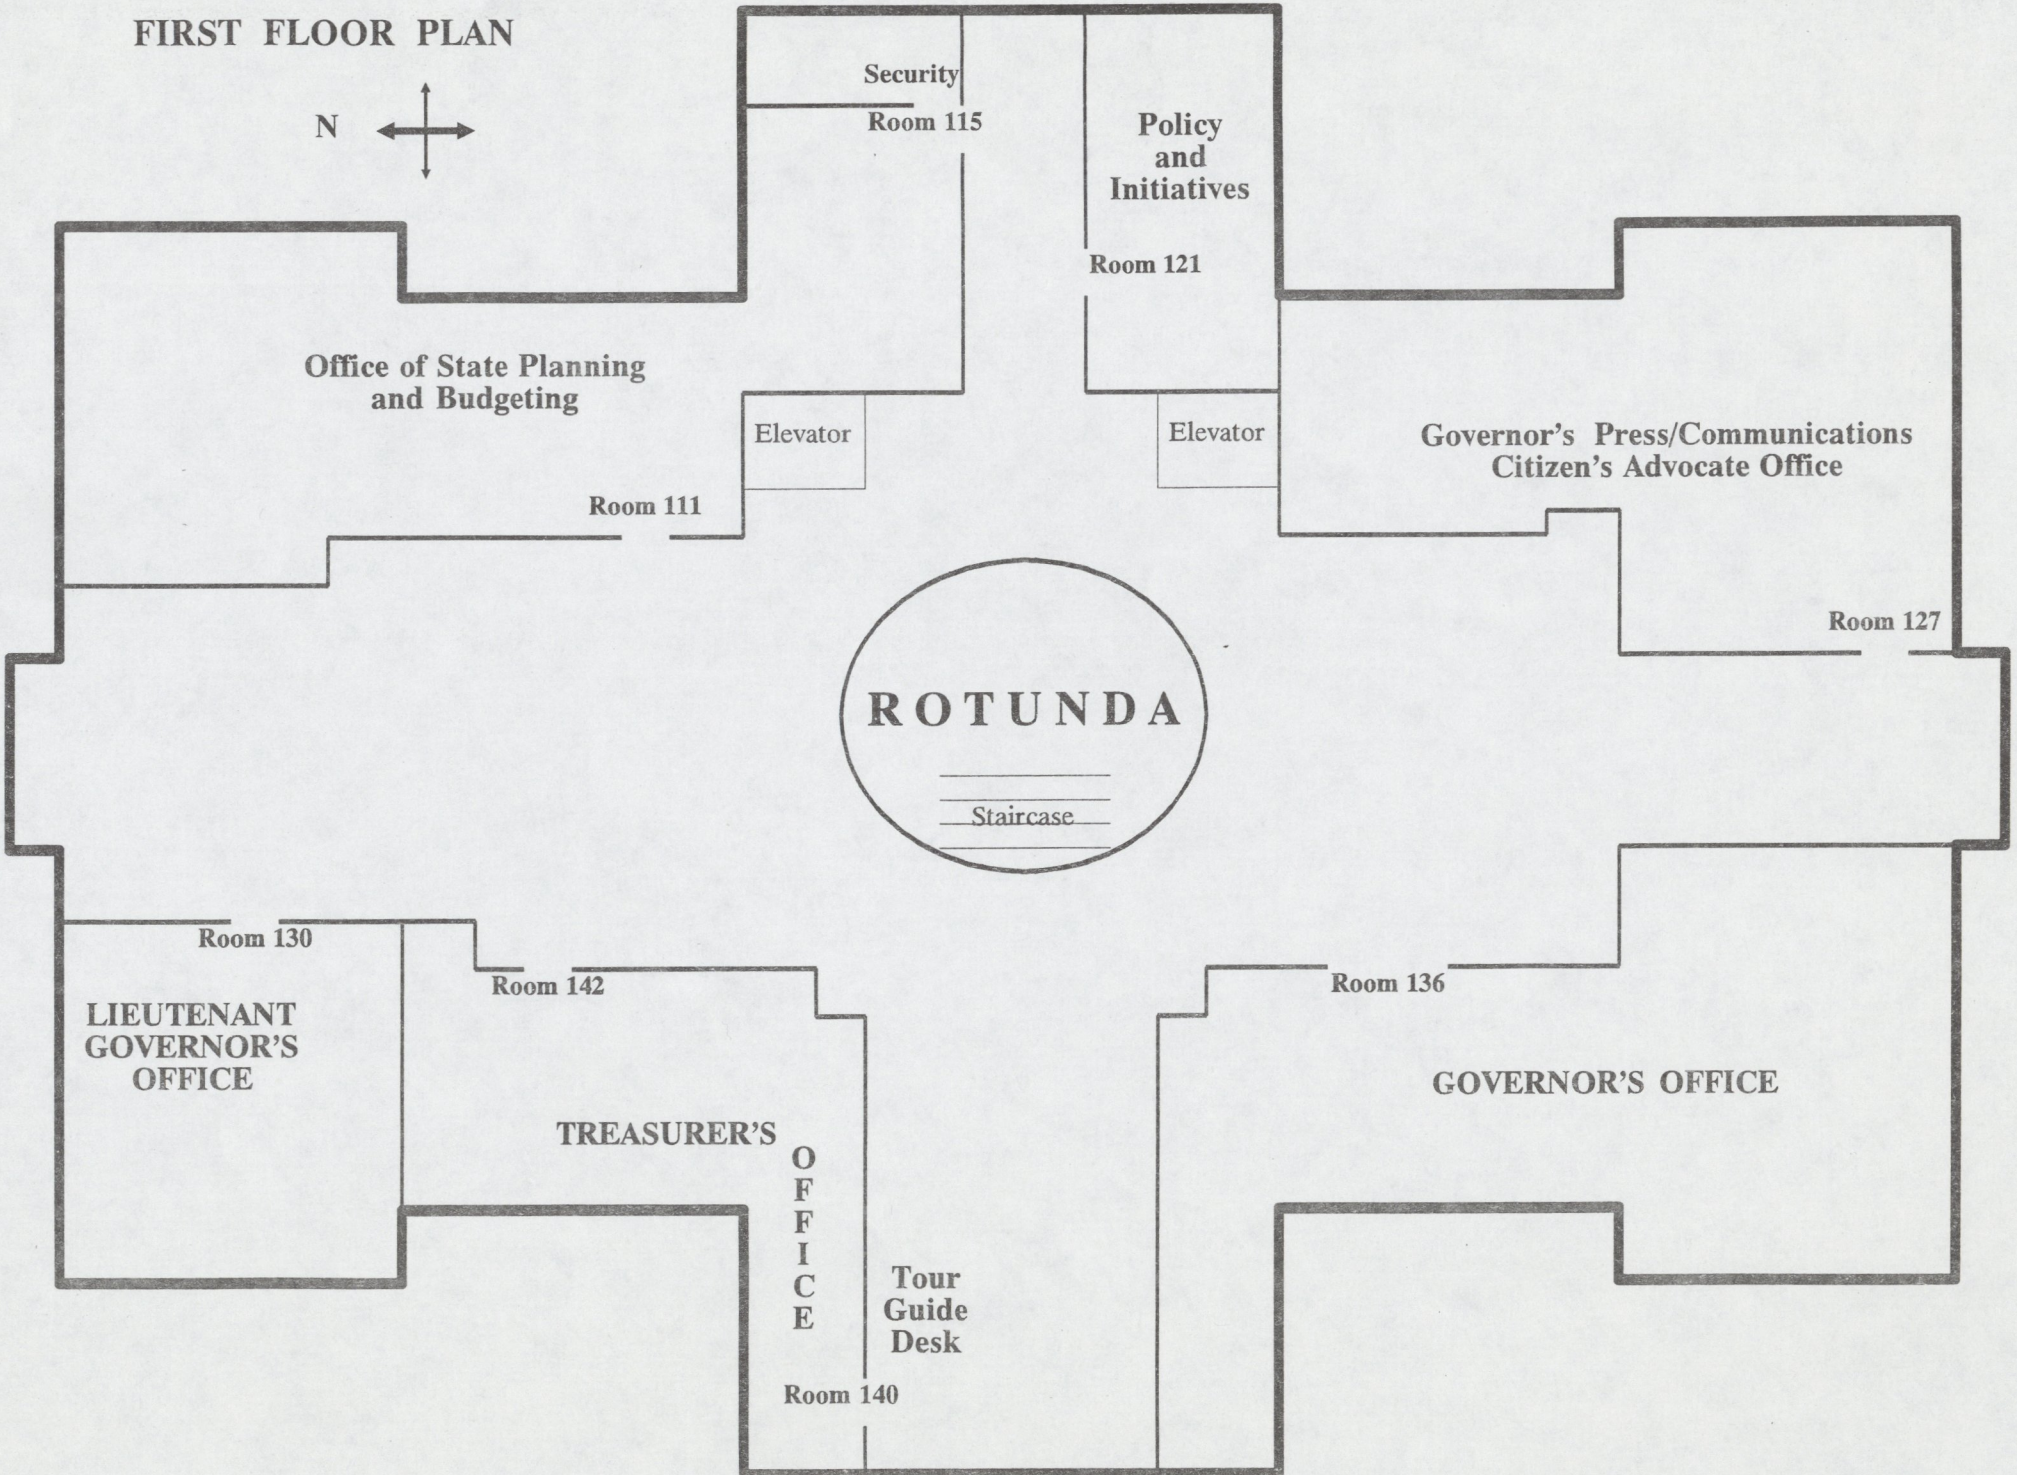 FIRST FLOOR PLAN
N
Security
Room 115
Policy
and
Initiatives
Room 121
Office of State Planning
and Budgeting
Elevator
Elevator
Governor's Press/Communications
Citizen's Advocate Office
Room 111
Room 127
ROTUNDA
Staircase
Room 130
Room 142
Room 136
LIEUTENANT
GOVERNOR'S
OFFICE
TREASURER'S
OFFICE
GOVERNOR'S OFFICE
Tour
Guide
Desk
Room 140